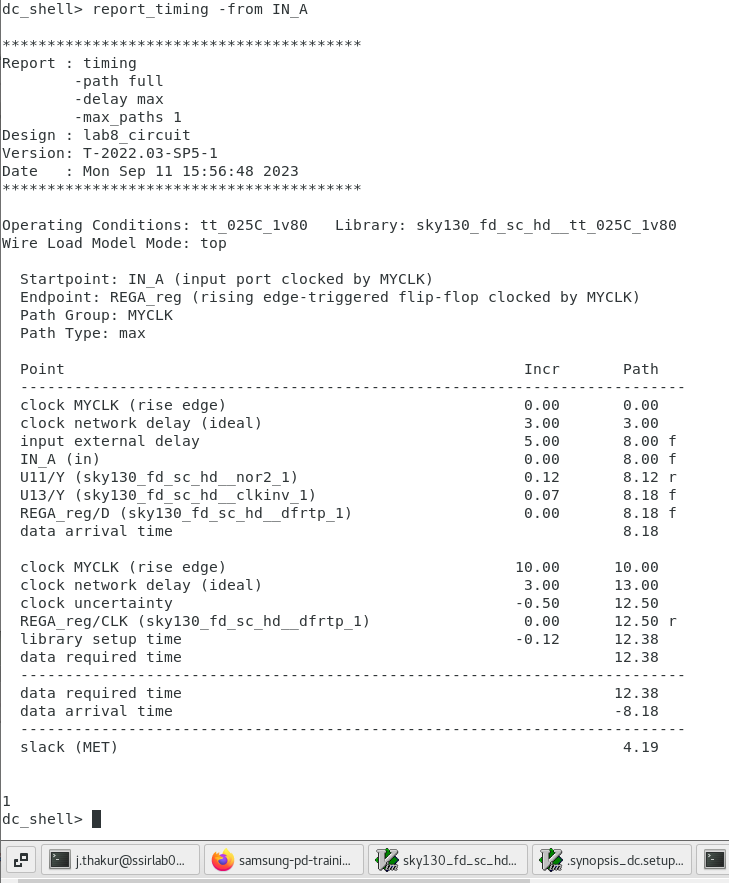 dc_shell> report_timing -from IN_A
****************************************
Report : timing
        -path full
        -delay max
        -max_paths 1
Design : lab8_circuit
Version: T-2022.03-SP5-1
Date   : Mon Sep 11 15:56:48 2023
****************************************
Operating Conditions: tt_025C_1v80   Library: sky130_fd_sc_hd__tt_025C_1v80
Wire Load Model Mode: top
  Startpoint: IN_A (input port clocked by MYCLK)
  Endpoint: REGA_reg (rising edge-triggered flip-flop clocked by MYCLK)
  Path Group: MYCLK
  Path Type: max
  Point                                                   Incr       Path
  --------------------------------------------------------------------------
  clock MYCLK (rise edge)                                 0.00       0.00
  clock network delay (ideal)                             3.00       3.00
  input external delay                                    5.00       8.00 f
  IN_A (in)                                               0.00       8.00 f
  U11/Y (sky130_fd_sc_hd__nor2_1)                         0.12       8.12 r
  U13/Y (sky130_fd_sc_hd__clkinv_1)                       0.07       8.18 f
  REGA_reg/D (sky130_fd_sc_hd__dfrtp_1)                   0.00       8.18 f
  data arrival time                                                  8.18
  clock MYCLK (rise edge)                                10.00      10.00
  clock network delay (ideal)                             3.00      13.00
  clock uncertainty                                      -0.50      12.50
  REGA_reg/CLK (sky130_fd_sc_hd__dfrtp_1)                 0.00      12.50 r
  library setup time                                     -0.12      12.38
  data required time                                                12.38
  --------------------------------------------------------------------------
  data required time                                                12.38
  data arrival time                                                 -8.18
  --------------------------------------------------------------------------
  slack (MET)                                                        4.19
1
dc_shell>
j.thakur@ssirlab0... samsung-pd-traini... sky130_fd_sc_hd... .synopsis_dc.setup...